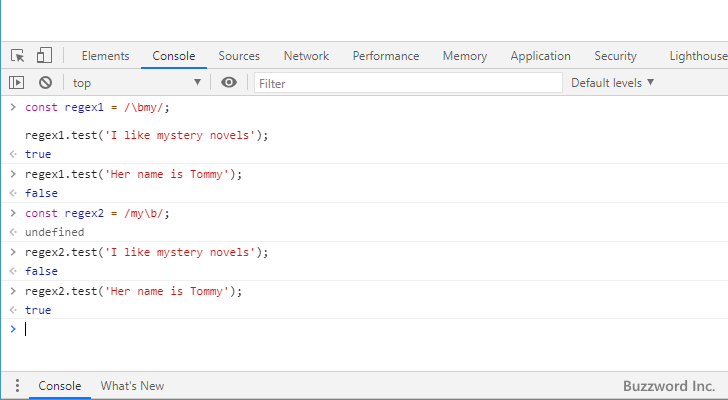 Elements Console Sources Network Performance Memory Application Security Lighthouse
top ▼ Filter Default levels ▼
> const regex1 = /\bmy/;
regex1.test('I like mystery novels');
<· true
> regex1.test('Her name is Tommy');
<· false
> const regex2 = /my\b/;
<· undefined
> regex2.test('I like mystery novels');
<· false
> regex2.test('Her name is Tommy');
<· true
>
Console What's New Buzzword Inc.